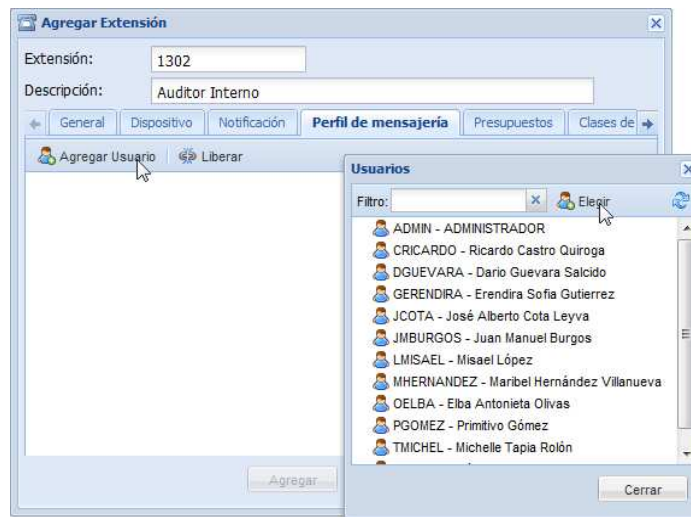 Agregar Extensión
Extensión: 1302
Descripción: Auditor Interno
General Dispositivo Notificación Perfil de mensajería Presupuestos Clases de
Agregar Usuario Liberar
Usuarios
Filtro: Elegir
ADMIN - ADMINISTRADOR
CRICARDO - Ricardo Castro Quiroga
DGUEVARA - Dario Guevara Salcido
GERENDIRA - Erendira Sofia Gutierrez
JCOTA - José Alberto Cota Leyva
JMBURGOS - Juan Manuel Burgos
LMISAEL - Misael López
MHERNANDEZ - Maribel Hernández Villanueva
OELBA - Elba Antonieta Olivas
PGOMEZ - Primitivo Gómez
TMICHEL - Michelle Tapia Rolón
Agregar
Cerrar